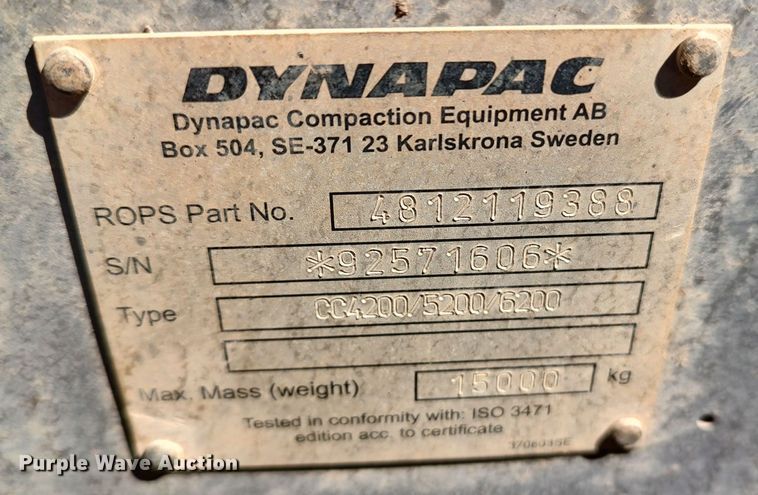 DYNAPAC
Dynapac Compaction Equipment AB
Box 504, SE-371 23 Karlskrona Sweden
ROPS Part No. 4812119388
S/N *92571606*
Type CC4200/5200/6200
Max. Mass (weight) 15000 kg
Tested in conformity with: ISO 3471
edition acc. to certificate
Purple Wave Auction